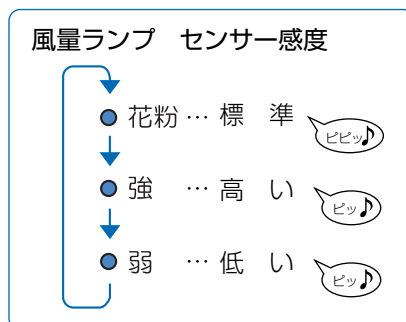 風量ランプ　センサー感度
花粉 … 標　準
ピピッ♪
強 … 高　い
ピッ♪
弱 … 低　い
ピッ♪